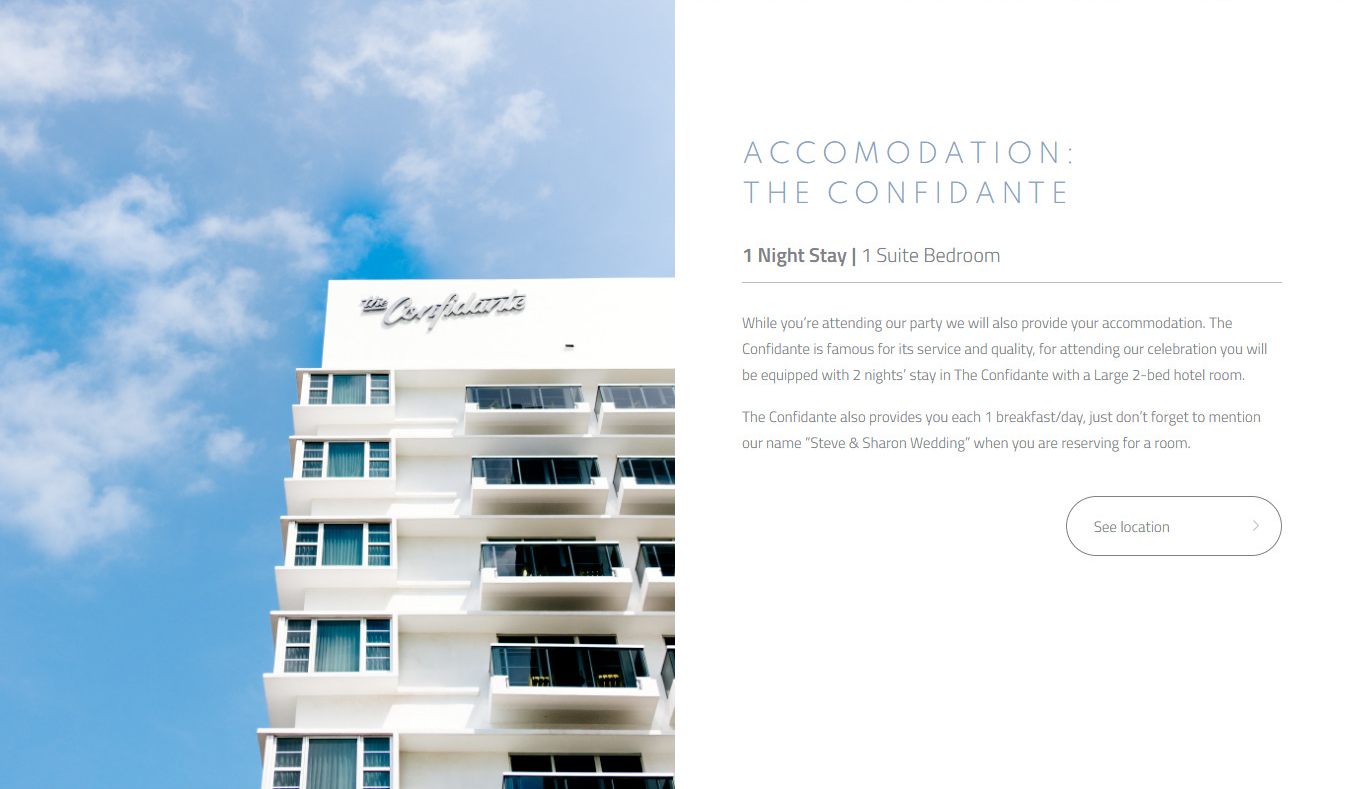 the Confidante
ACCOMODATION:
THE CONFIDANTE
1 Night Stay | 1 Suite Bedroom
While you’re attending our party we will also provide your accommodation. The
Confidante is famous for its service and quality, for attending our celebration you will
be equipped with 2 nights’ stay in The Confidante with a Large 2-bed hotel room.
The Confidante also provides you each 1 breakfast/day, just don’t forget to mention
our name “Steve & Sharon Wedding” when you are reserving for a room.
See location